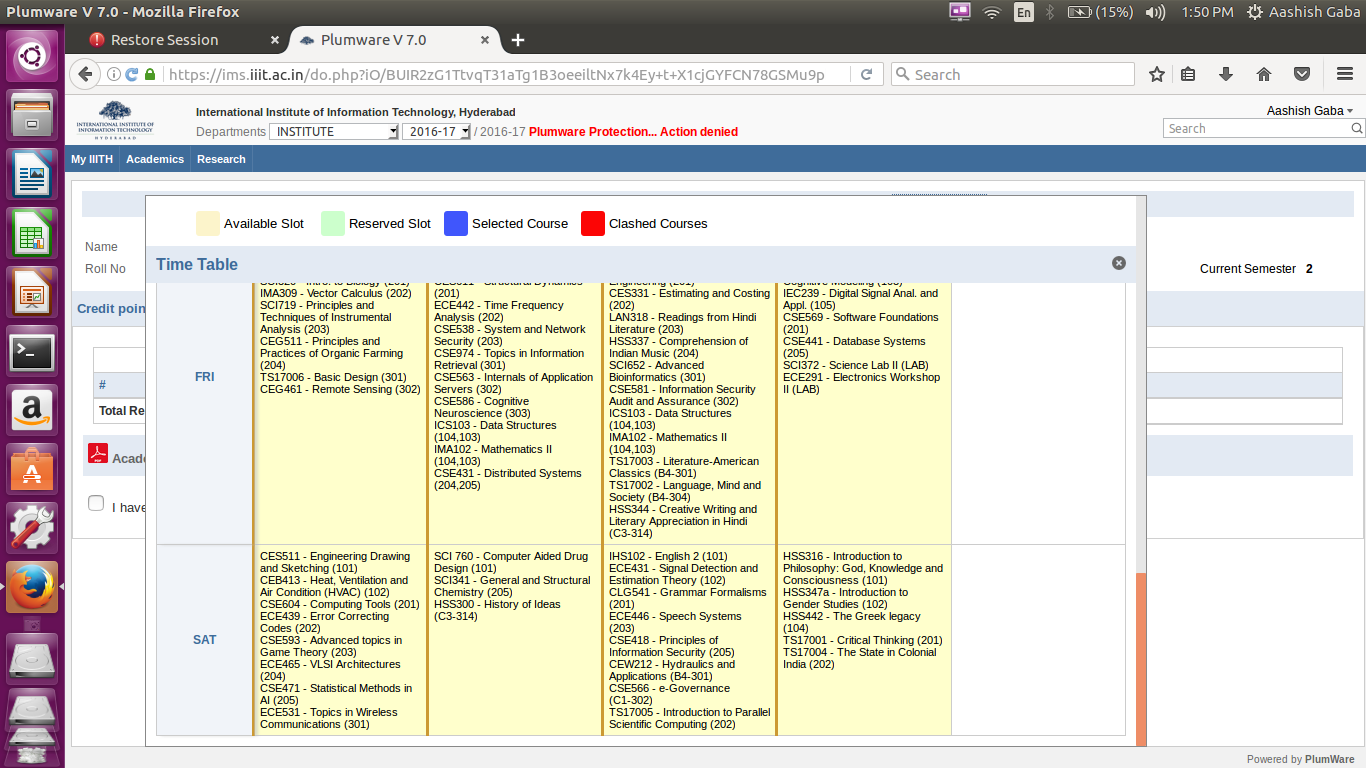 Plumware V 7.0 - Mozilla Firefox
En
(15%)
1:50 PM
Aashish Gaba
Restore Session
Plumware V 7.0
https://ims.iiit.ac.in/do.php?iO/BUIR2zG1TtvqT31aTg1B3oeeiltNx7k4Ey+t+X1cjGYFCN78GSMu9p
Search
INTERNATIONAL INSTITUTE OF
INFORMATION TECHNOLOGY
HYDERABAD
International Institute of Information Technology, Hyderabad
Departments INSTITUTE 2016-17 / 2016-17 Plumware Protection... Action denied
Aashish Gaba
Search
My IIITH
Academics
Research
Name
Roll No
Current Semester 2
Credit poin
#
Total Re
Acade
I have
Available Slot
Reserved Slot
Selected Course
Clashed Courses
Time Table
FRI
IMA309 - Vector Calculus (202)
SCI719 - Principles and
Techniques of Instrumental
Analysis (203)
CEG511 - Principles and
Practices of Organic Farming
(204)
TS17006 - Basic Design (301)
CEG461 - Remote Sensing (302)
(201)
ECE442 - Time Frequency
Analysis (202)
CSE538 - System and Network
Security (203)
CSE974 - Topics in Information
Retrieval (301)
CSE563 - Internals of Application
Servers (302)
CSE586 - Cognitive
Neuroscience (303)
ICS103 - Data Structures
(104,103)
IMA102 - Mathematics II
(104,103)
CSE431 - Distributed Systems
(204,205)
Engineering (201)
CES331 - Estimating and Costing
(202)
LAN318 - Readings from Hindi
Literature (203)
HSS337 - Comprehension of
Indian Music (204)
SCI652 - Advanced
Bioinformatics (301)
CSE581 - Information Security
Audit and Assurance (302)
ICS103 - Data Structures
(104,103)
IMA102 - Mathematics II
(104,103)
TS17003 - Literature-American
Classics (B4-301)
TS17002 - Language, Mind and
Society (B4-304)
HSS344 - Creative Writing and
Literary Appreciation in Hindi
(C3-314)
IEC239 - Digital Signal Anal. and
Appl. (105)
CSE569 - Software Foundations
(201)
CSE441 - Database Systems
(205)
SCI372 - Science Lab II (LAB)
ECE291 - Electronics Workshop
II (LAB)
SAT
CES511 - Engineering Drawing
and Sketching (101)
CEB413 - Heat, Ventilation and
Air Condition (HVAC) (102)
CSE604 - Computing Tools (201)
ECE439 - Error Correcting
Codes (202)
CSE593 - Advanced topics in
Game Theory (203)
ECE465 - VLSI Architectures
(204)
CSE471 - Statistical Methods in
AI (205)
ECE531 - Topics in Wireless
Communications (301)
SCI 760 - Computer Aided Drug
Design (101)
SCI341 - General and Structural
Chemistry (205)
HSS300 - History of Ideas
(C3-314)
IHS102 - English 2 (101)
ECE431 - Signal Detection and
Estimation Theory (102)
CLG541 - Grammar Formalisms
(201)
ECE446 - Speech Systems
(203)
CSE418 - Principles of
Information Security (205)
CEW212 - Hydraulics and
Applications (B4-301)
CSE566 - e-Governance
(C1-302)
TS17005 - Introduction to Parallel
Scientific Computing (202)
HSS316 - Introduction to
Philosophy: God, Knowledge and
Consciousness (101)
HSS347a - Introduction to
Gender Studies (102)
HSS442 - The Greek legacy
(104)
TS17001 - Critical Thinking (201)
TS17004 - The State in Colonial
India (202)
Powered by PlumWare